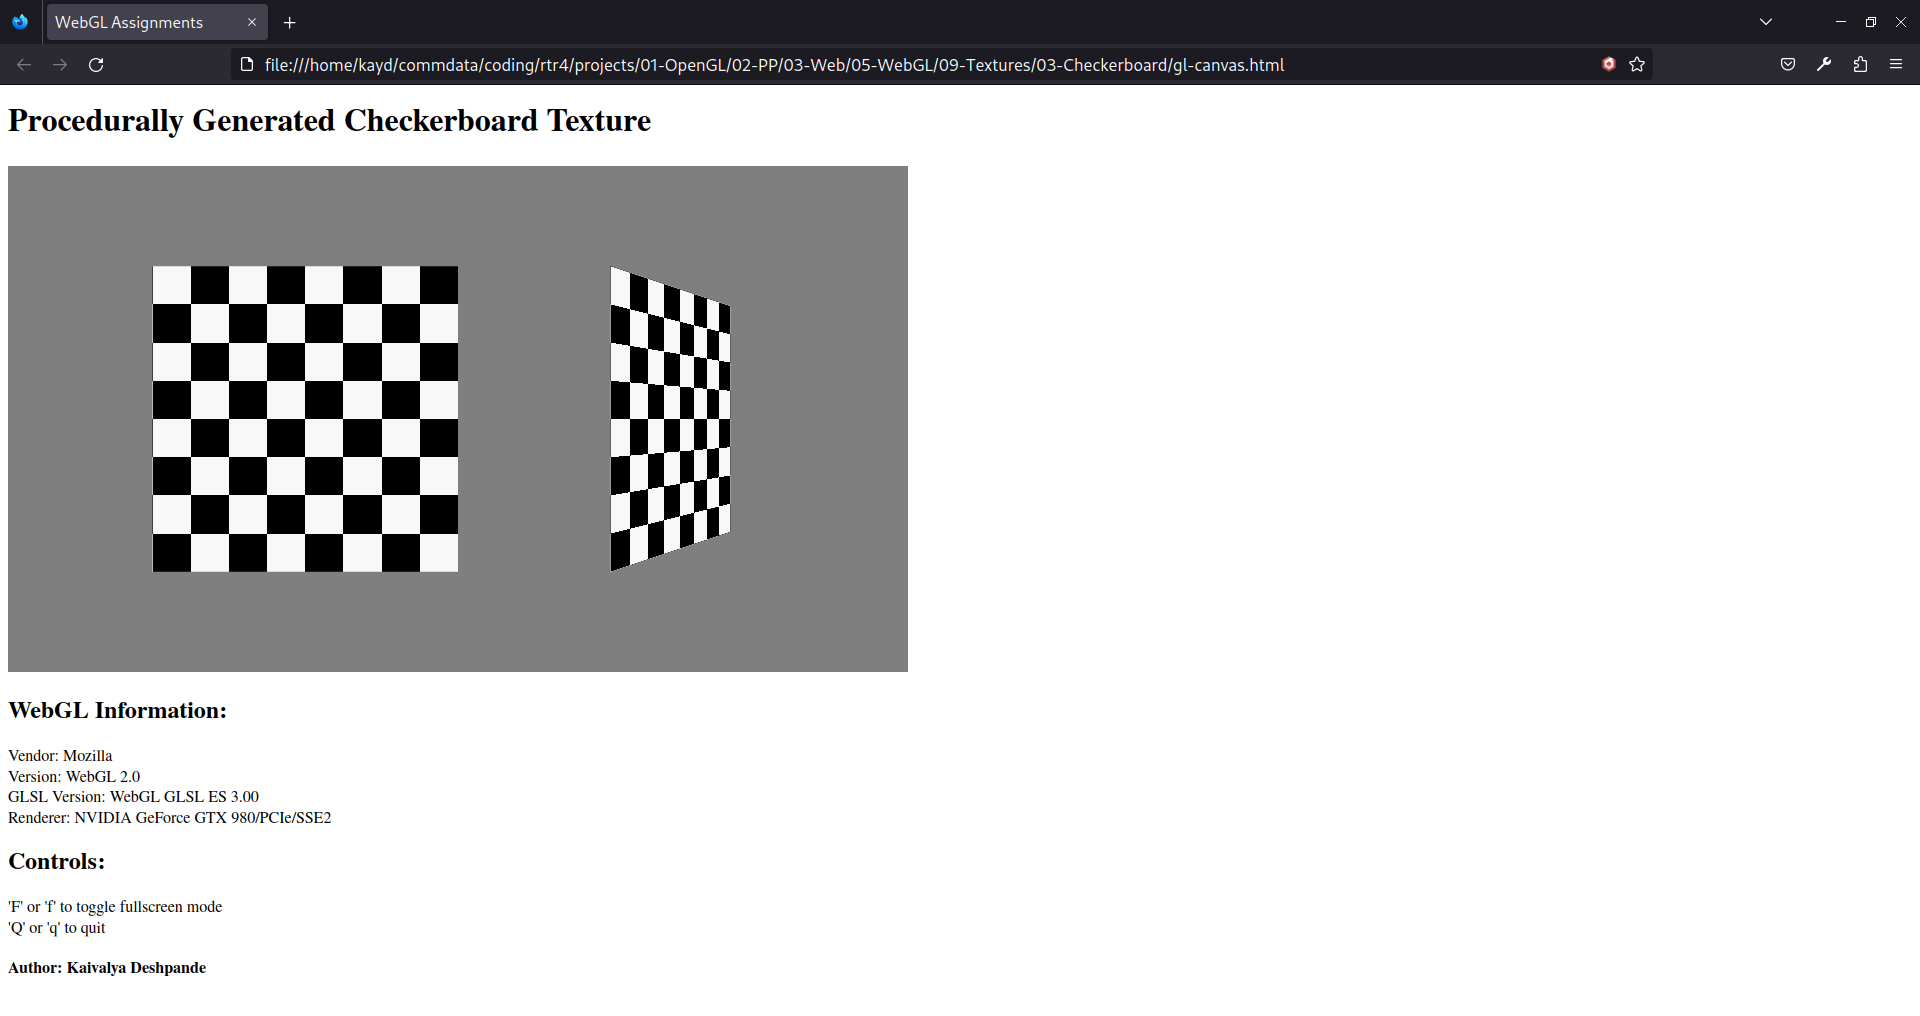 WebGL Assignments
file:///home/kayd/commdata/coding/rtr4/projects/01-OpenGL/02-PP/03-Web/05-WebGL/09-Textures/03-Checkerboard/gl-canvas.html
Procedurally Generated Checkerboard Texture
WebGL Information:
Vendor: Mozilla
Version: WebGL 2.0
GLSL Version: WebGL GLSL ES 3.00
Renderer: NVIDIA GeForce GTX 980/PCIe/SSE2
Controls:
'F' or 'f' to toggle fullscreen mode
'Q' or 'q' to quit
Author: Kaivalya Deshpande